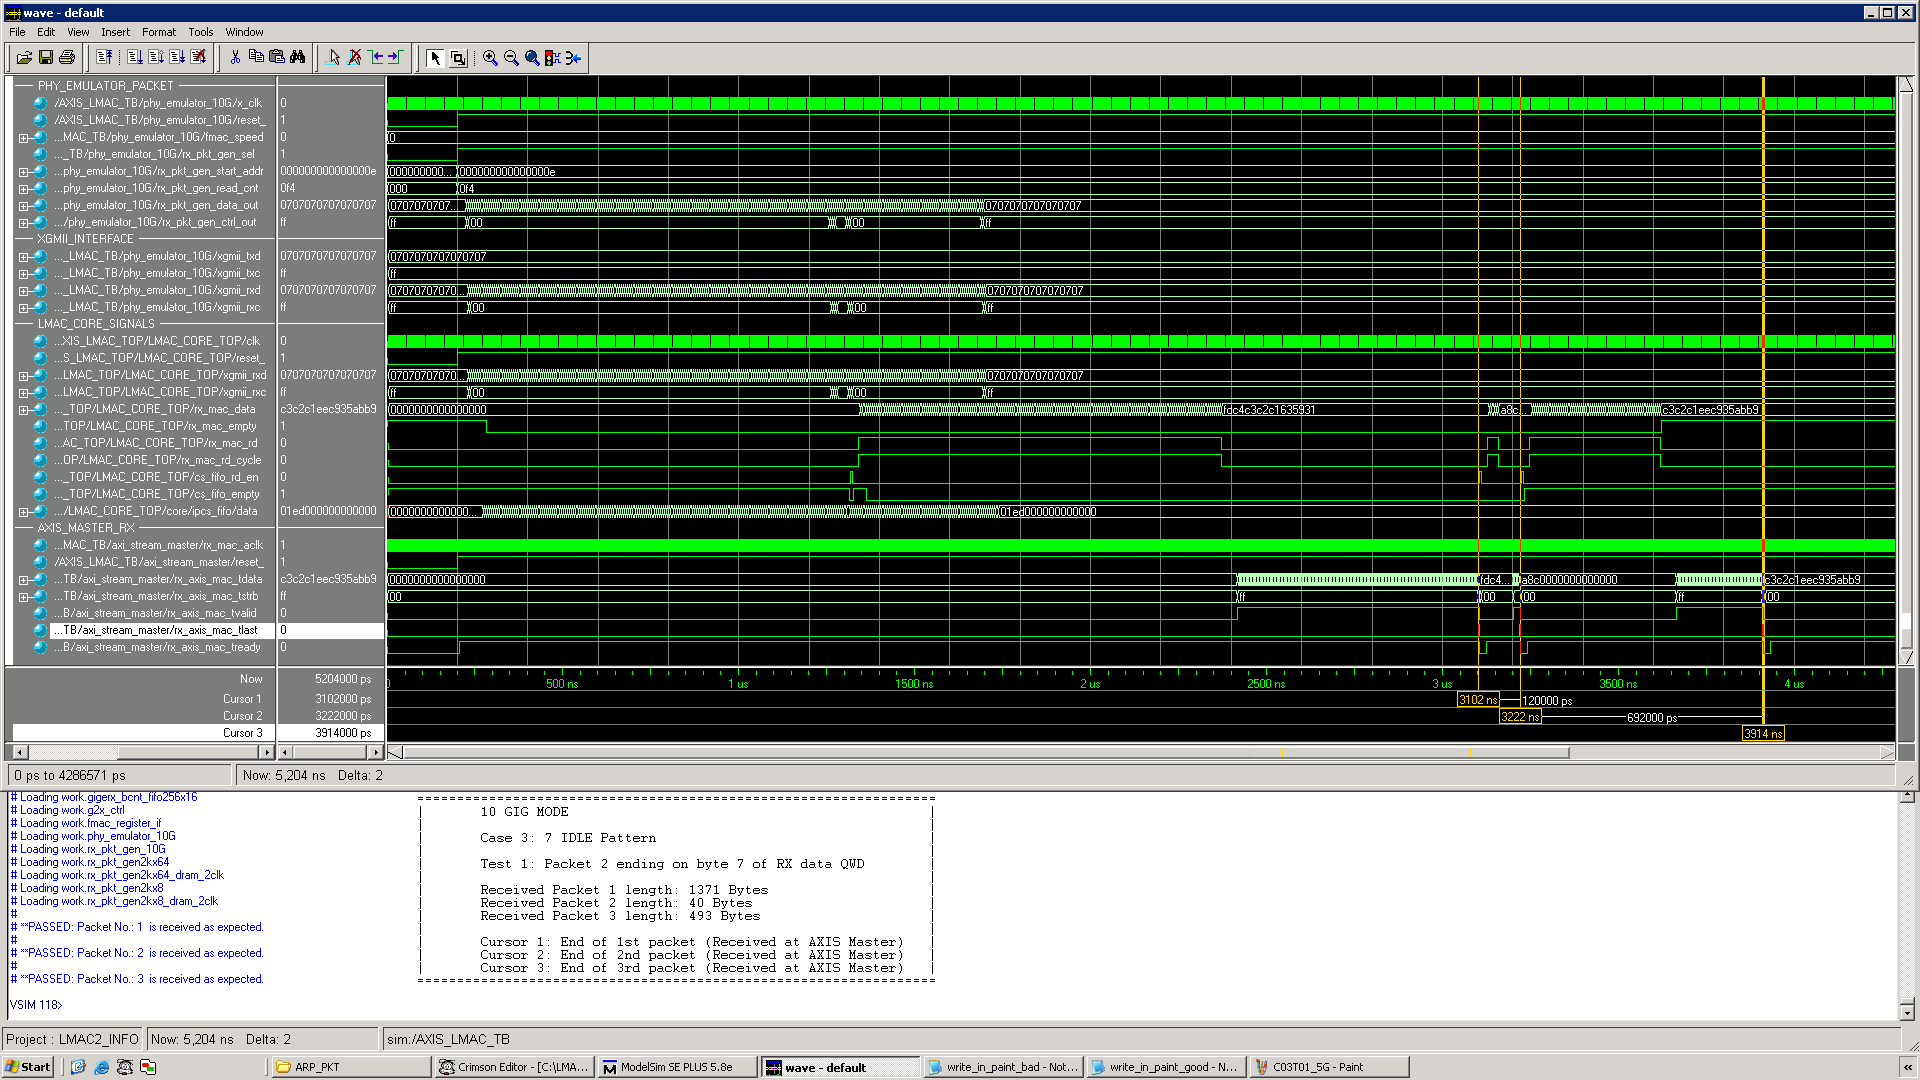 wave - default
File Edit View Insert Format Tools Window
PHY_EMULATOR_PACKET
/AXIS_LMAC_TB/phy_emulator_10G/x_clk 0
/AXIS_LMAC_TB/phy_emulator_10G/reset_ 1
...MAC_TB/phy_emulator_10G/fmac_speed 0 0
..._TB/phy_emulator_10G/rx_pkt_gen_sel 1
...phy_emulator_10G/rx_pkt_gen_start_addr 000000000000000e 000000000... 000000000000000e
...phy_emulator_10G/rx_pkt_gen_read_cnt 0f4 000 0f4
...phy_emulator_10G/rx_pkt_gen_data_out 0707070707070707 0707070707... 0707070707070707
.../phy_emulator_10G/rx_pkt_gen_ctrl_out ff ff 00 00 ff
XGMII_INTERFACE
..._LMAC_TB/phy_emulator_10G/xgmii_txd 0707070707070707 0707070707070707
..._LMAC_TB/phy_emulator_10G/xgmii_txc ff ff
..._LMAC_TB/phy_emulator_10G/xgmii_rxd 0707070707070707 0707070707070... 0707070707070707
..._LMAC_TB/phy_emulator_10G/xgmii_rxc ff ff 00 00 ff
LMAC_CORE_SIGNALS
...XIS_LMAC_TOP/LMAC_CORE_TOP/clk 0
...S_LMAC_TOP/LMAC_CORE_TOP/reset_ 1
...LMAC_TOP/LMAC_CORE_TOP/xgmii_rxd 0707070707070707 07070707070... 0707070707070707
...LMAC_TOP/LMAC_CORE_TOP/xgmii_rxc ff ff 00 00 ff
..._TOP/LMAC_CORE_TOP/rx_mac_data c3c2c1eec935abb9 0000000000000000 fdc4c3c2c1635931 a8c... c3c2c1eec935abb9
...TOP/LMAC_CORE_TOP/rx_mac_empty 1
...AC_TOP/LMAC_CORE_TOP/rx_mac_rd 0
...OP/LMAC_CORE_TOP/rx_mac_rd_cycle 0
..._TOP/LMAC_CORE_TOP/cs_fifo_rd_en 0
..._TOP/LMAC_CORE_TOP/cs_fifo_empty 1
.../LMAC_CORE_TOP/core/ipcs_fifo/data 01ed000000000000 0000000000000... 01ed000000000000
AXIS_MASTER_RX
...MAC_TB/axi_stream_master/rx_mac_aclk 1
/AXIS_LMAC_TB/axi_stream_master/reset_ 1
...TB/axi_stream_master/rx_axis_mac_tdata c3c2c1eec935abb9 0000000000000000 fdc4... a8c0000000000000 c3c2c1eec935abb9
...TB/axi_stream_master/rx_axis_mac_tstrb ff 00 ff 00 00 ff 00
...B/axi_stream_master/rx_axis_mac_tvalid 0
...TB/axi_stream_master/rx_axis_mac_tlast 0
...B/axi_stream_master/rx_axis_mac_tready 0
Now 5204000 ps 0 500 ns 1 us 1500 ns 2 us 2500 ns 3 us 3500 ns 4 us
Cursor 1 3102000 ps 3102 ns 120000 ps
Cursor 2 3222000 ps 3222 ns 692000 ps
Cursor 3 3914000 ps 3914 ns
0 ps to 4286571 ps Now: 5,204 ns Delta: 2
# Loading work.gigerx_bcnt_fifo256x16
# Loading work.g2x_ctrl
# Loading work.fmac_register_if
# Loading work.phy_emulator_10G
# Loading work.rx_pkt_gen_10G
# Loading work.rx_pkt_gen2kx64
# Loading work.rx_pkt_gen2kx64_dram_2clk
# Loading work.rx_pkt_gen2kx8
# Loading work.rx_pkt_gen2kx8_dram_2clk
#
# **PASSED: Packet No.: 1 is received as expected.
#
# **PASSED: Packet No.: 2 is received as expected.
#
# **PASSED: Packet No.: 3 is received as expected.
VSIM 118>
10 GIG MODE
Case 3: 7 IDLE Pattern
Test 1: Packet 2 ending on byte 7 of RX data QWD
Received Packet 1 length: 1371 Bytes
Received Packet 2 length: 40 Bytes
Received Packet 3 length: 493 Bytes
Cursor 1: End of 1st packet (Received at AXIS Master)
Cursor 2: End of 2nd packet (Received at AXIS Master)
Cursor 3: End of 3rd packet (Received at AXIS Master)
Project : LMAC2_INFO Now: 5,204 ns Delta: 2 sim:/AXIS_LMAC_TB
Start ARP_PKT Crimson Editor - [C:\LMA... ModelSim SE PLUS 5.8e wave - default write_in_paint_bad - Not... write_in_paint_good - N... C03T01_5G - Paint